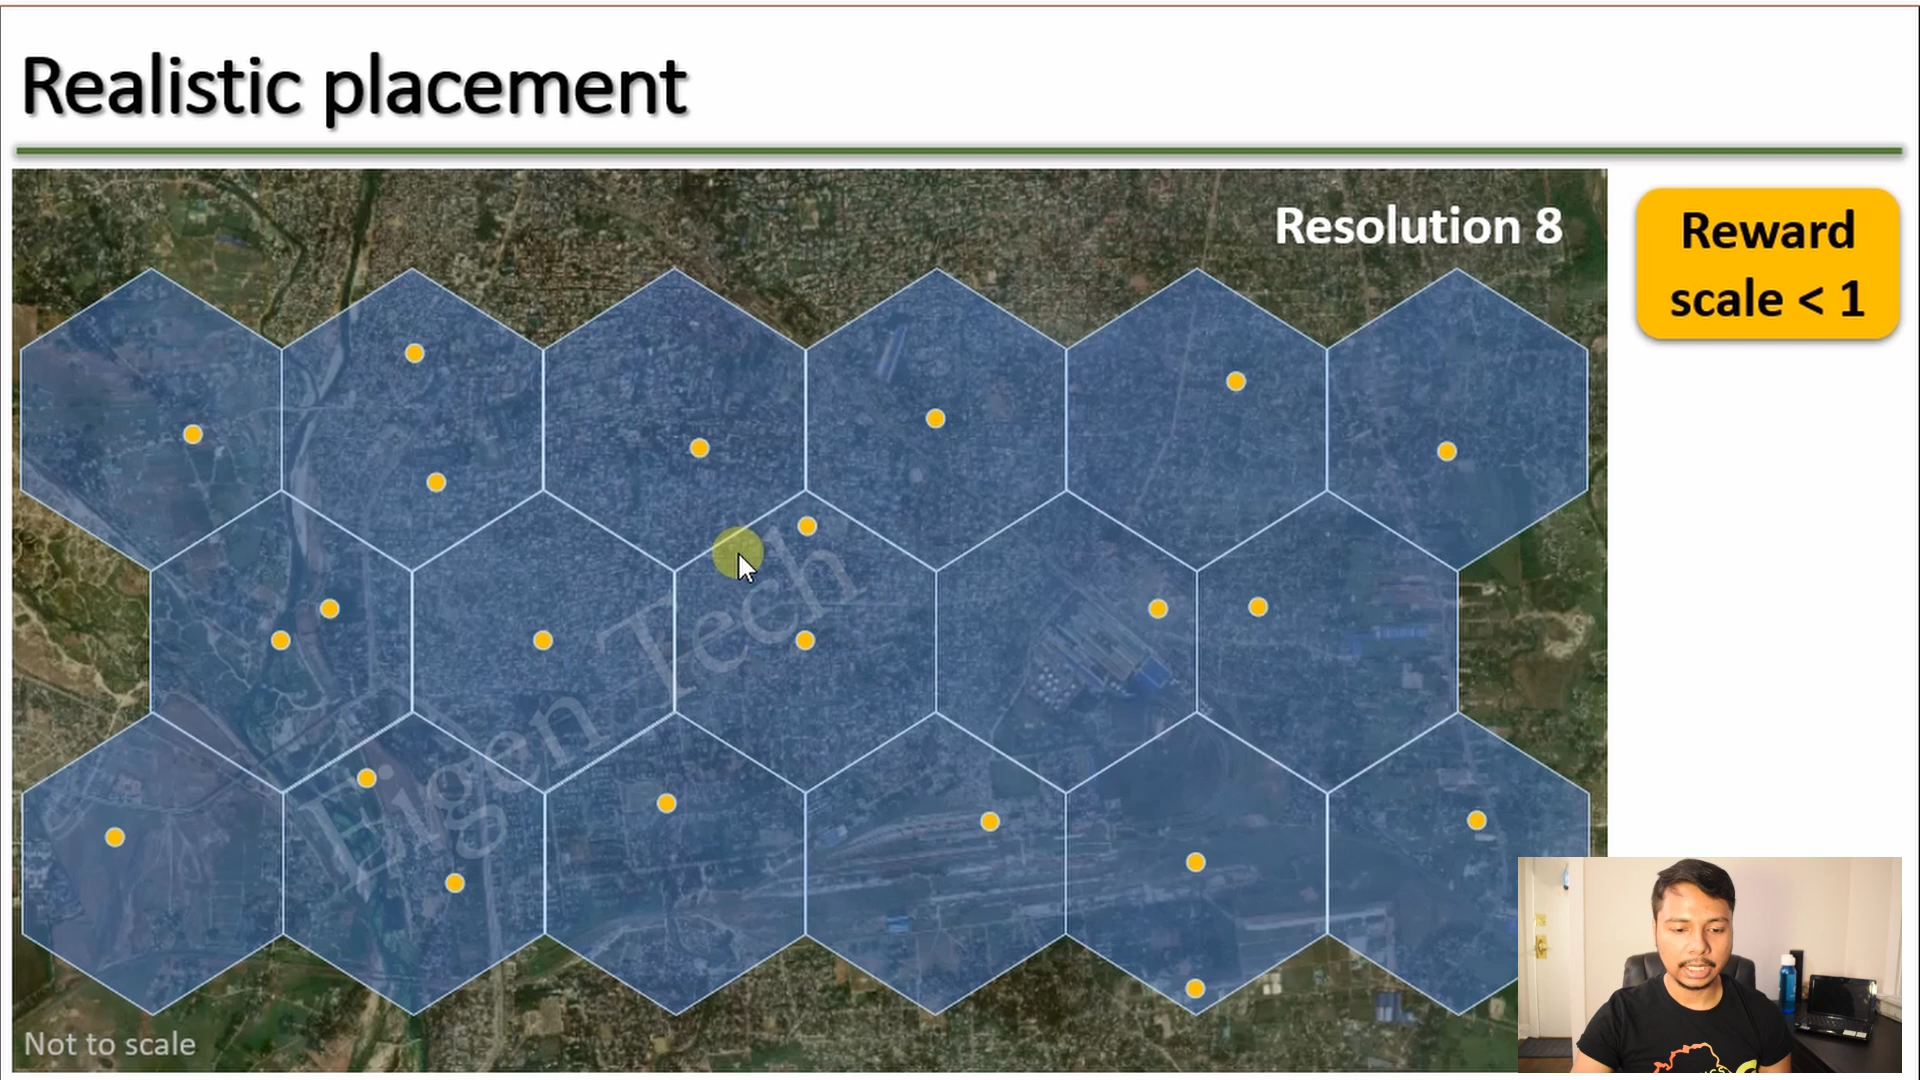 Realistic placement
Resolution 8
Reward
scale < 1
Eigen Tech
Not to scale